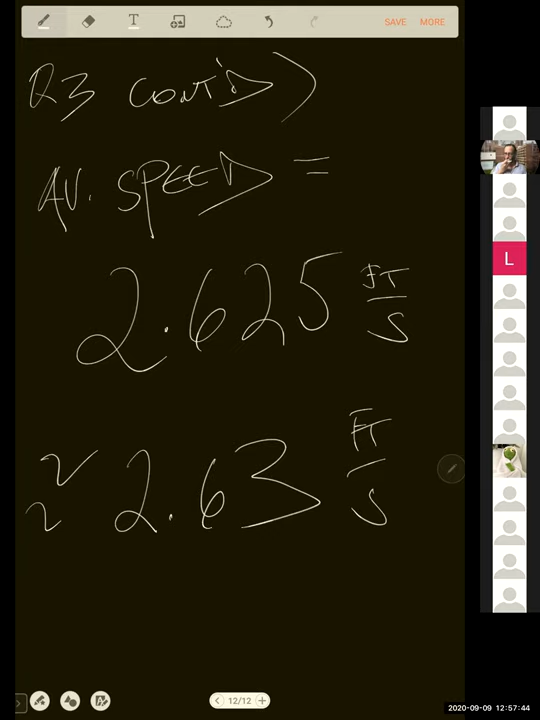 T
SAVE
MORE
Q3 CONT'D)
AV. SPEED =
2.625 FT/S
≈ 2.63 FT/S
L
12/12
2020-09-09 12:57:44